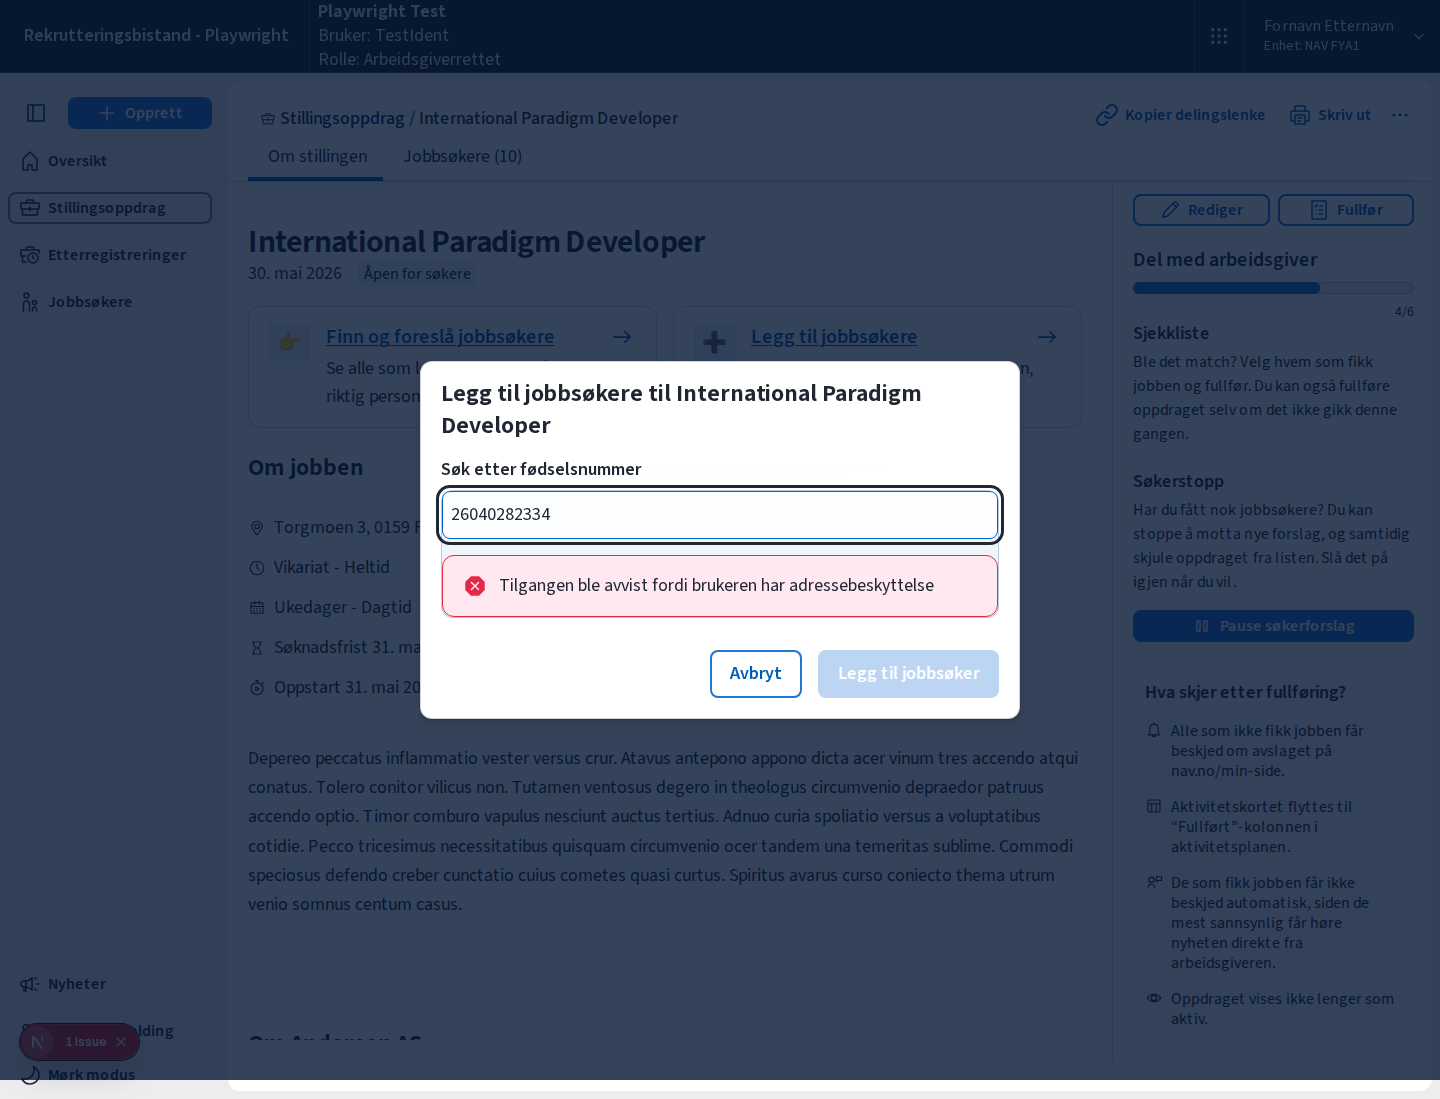 Rekrutteringsbistand - Playwright
Playwright Test
Bruker: TestIdent
Rolle: Arbeidsgiverrettet
Fornavn Etternavn
Enhet: NAV FYA1
Opprett
Oversikt
Stillingsoppdrag
Etterregistreringer
Jobbsøkere
Nyheter
1 Issue
Mørk modus
Stillingsoppdrag / International Paradigm Developer
Kopier delingslenke
Skriv ut
Om stillingen
Jobbsøkere (10)
International Paradigm Developer
30. mai 2026
Åpen for søkere
Finn og foreslå jobbsøkere
Se alle som
riktig person
Legg til jobbsøkere
Om jobben
Torgmoen 3, 0159
Vikariat - Heltid
Ukedager - Dagtid
Søknadsfrist 31.
Oppstart 31. mai
Legg til jobbsøkere til International Paradigm
Developer
Søk etter fødselsnummer
26040282334
Tilgangen ble avvist fordi brukeren har adressebeskyttelse
Avbryt
Legg til jobbsøker
Depereo peccatus inflammatio vester versus crur. Atavus antepono appono dicta acer vinum tres accendo atqui
conatus. Tolero conitor vilicus non. Tutamen ventosus degero in theologus circumvenio depraedor patruus
accendo optio. Timor comburo vapulus nesciunt auctus tertius. Adnuo curia spoliatio versus a voluptatibus
cotidie. Pecco tricesimus necessitatibus quisquam circumvenio ocer tandem una temeritas sublime. Commodi
speciosus defendo creber cunctatio cuius cometes quasi curtus. Spiritus avarus curso coniecto thema utrum
venio somnus centum casus.
Om Andersen AS
Rediger
Fullfør
Del med arbeidsgiver
4/6
Sjekkliste
Ble det match? Velg hvem som fikk
jobben og fullfør. Du kan også fullføre
oppdraget selv om det ikke gikk denne
gangen.
Søkerstopp
Har du fått nok jobbsøkere? Du kan
stoppe å motta nye forslag, og samtidig
skjule oppdraget fra listen. Slå det på
igjen når du vil.
Pause søkerforslag
Hva skjer etter fullføring?
Alle som ikke fikk jobben får
beskjed om avslaget på
nav.no/min-side.
Aktivitetskortet flyttes til
“Fullført”-kolonnen i
aktivitetsplanen.
De som fikk jobben får ikke
beskjed automatisk, siden de
mest sannsynlig får høre
nyheten direkte fra
arbeidsgiveren.
Oppdraget vises ikke lenger som
aktiv.